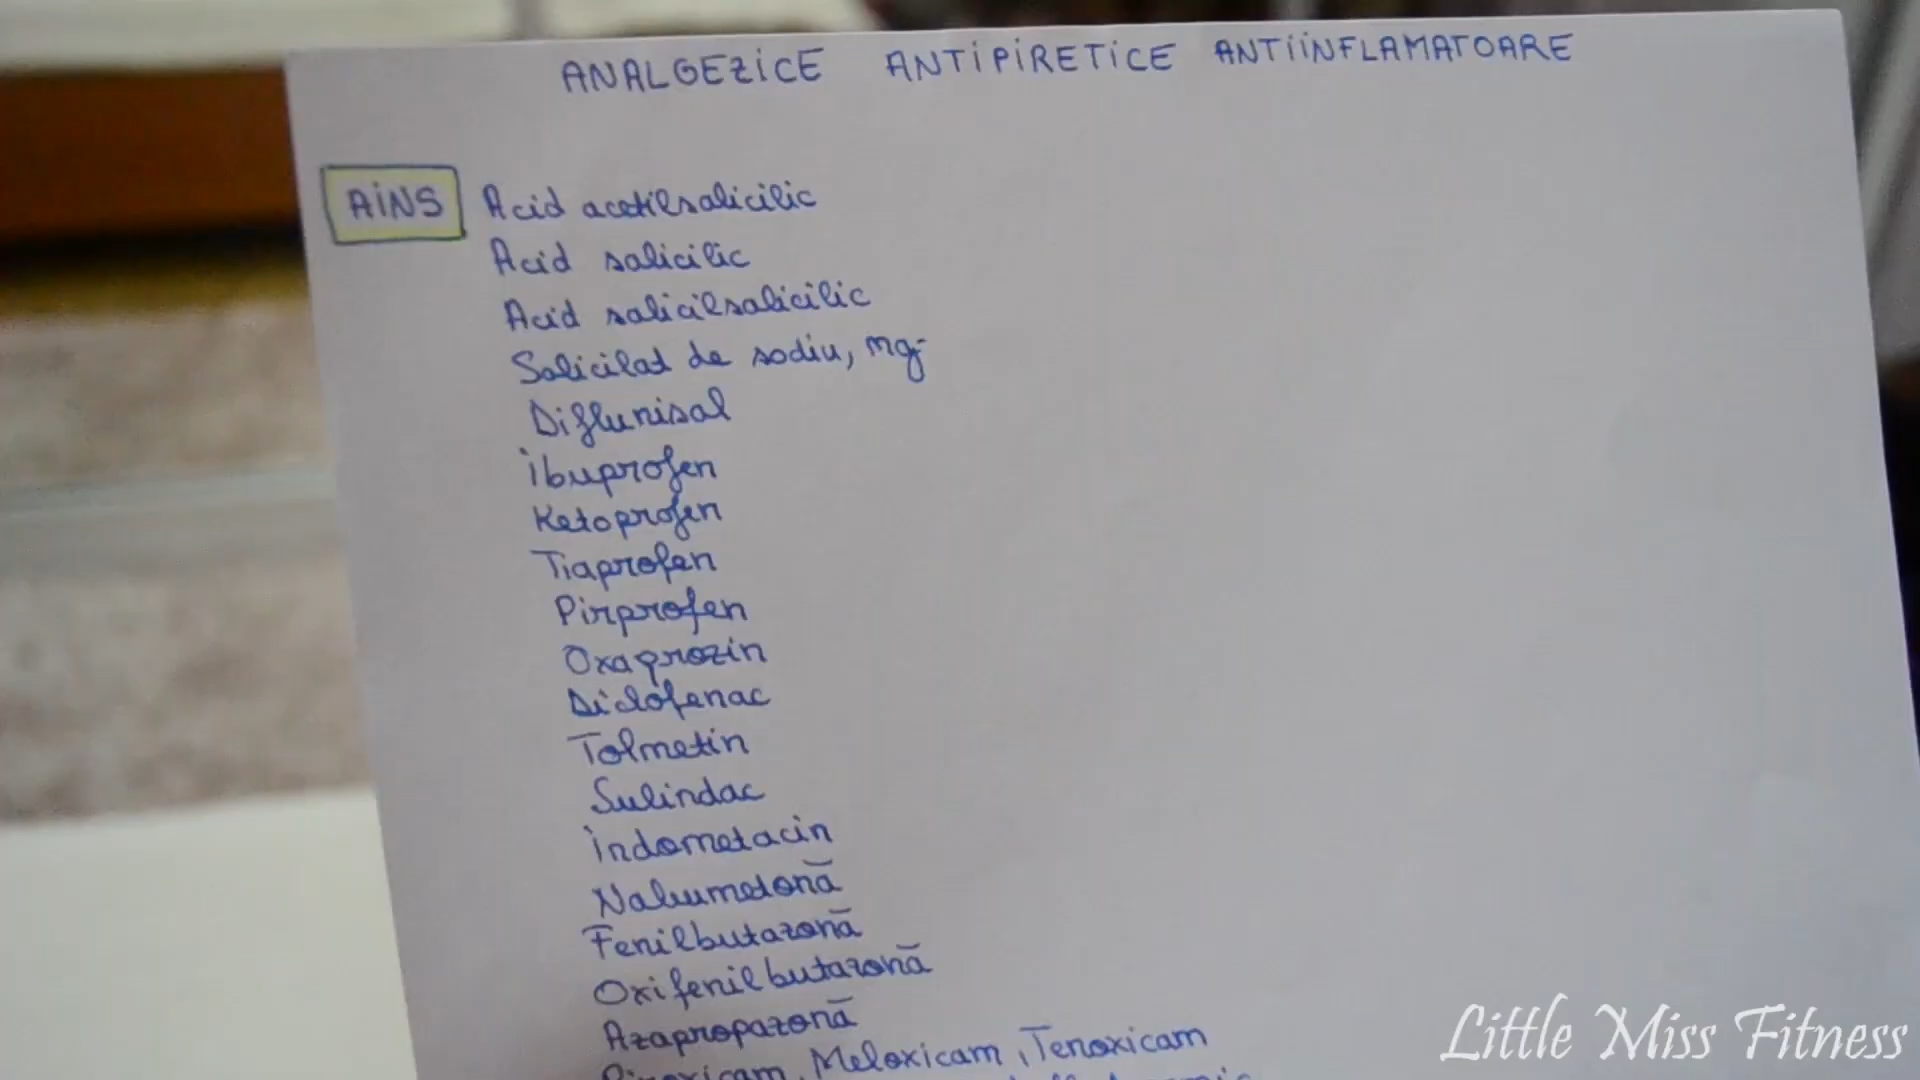 ANALGEZICE ANTIPIRETICE ANTIINFLAMATOARE
AINS Acid acetilsalicilic
Acid salicilic
Acid salicilsalicilic
Salicilat de sodiu, Mg
Diflunisal
Ibuprofen
Ketoprofen
Tiaprofen
Pirprofen
Oxaprozin
Diclofenac
Tolmetin
Sulindac
Indometacin
Nabumetonă
Fenilbutazonă
Oxifenilbutazonă
Azapropazonă
Piroxicam, Meloxicam, Tenoxicam
Little Miss Fitness